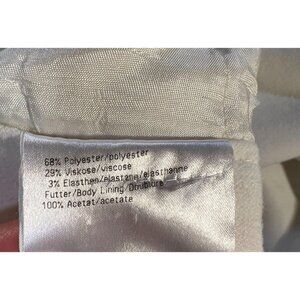 68% Polyester/polyester
29% Viskose/viscose
3% Elasthan/elastane/elasthanne
Futter/Body Lining/Doublure
100% Acetat/acetate